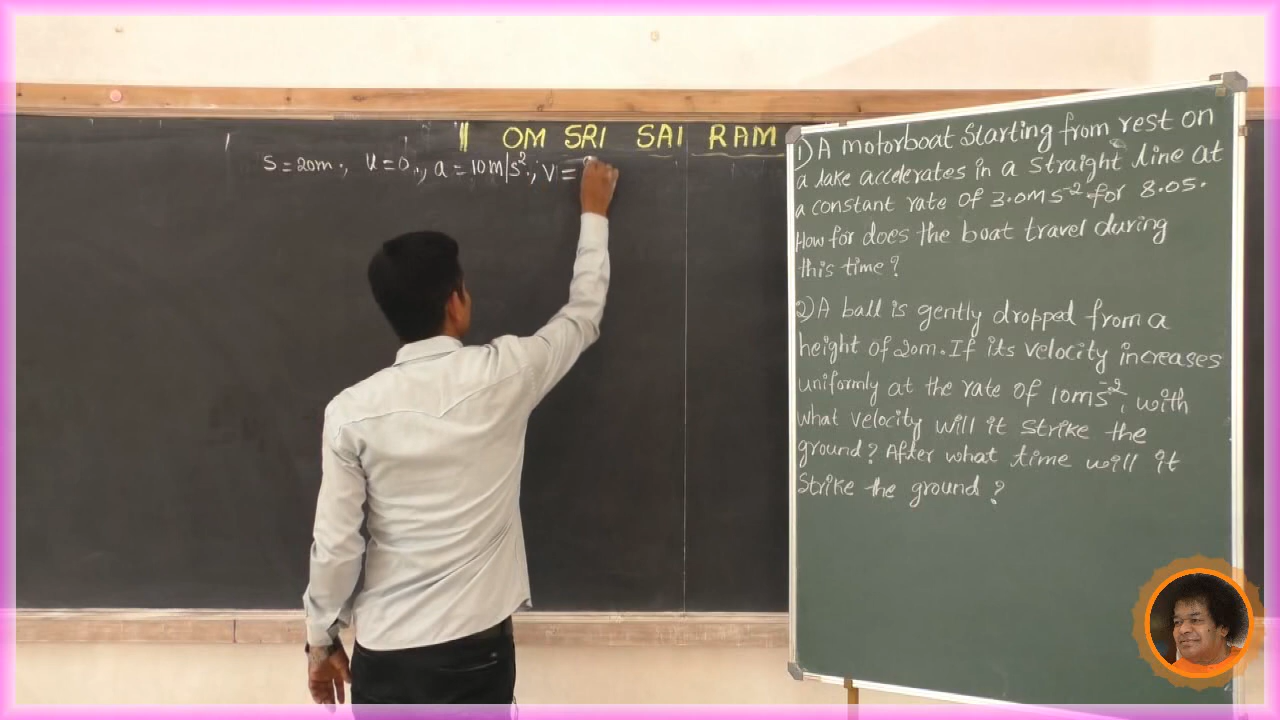 || OM SRI SAI RAM
S = 20m., u = 0., a = 10m/s²., v = ?
1) A motorboat starting from rest on
a lake accelerates in a straight line at
a constant rate of 3.0ms⁻² for 8.0s.
How for does the boat travel during
this time?
2) A ball is gently dropped from a
height of 20m. If its velocity increases
uniformly at the rate of 10ms⁻², with
what velocity will it strike the
ground? After what time will it
Strike the ground?